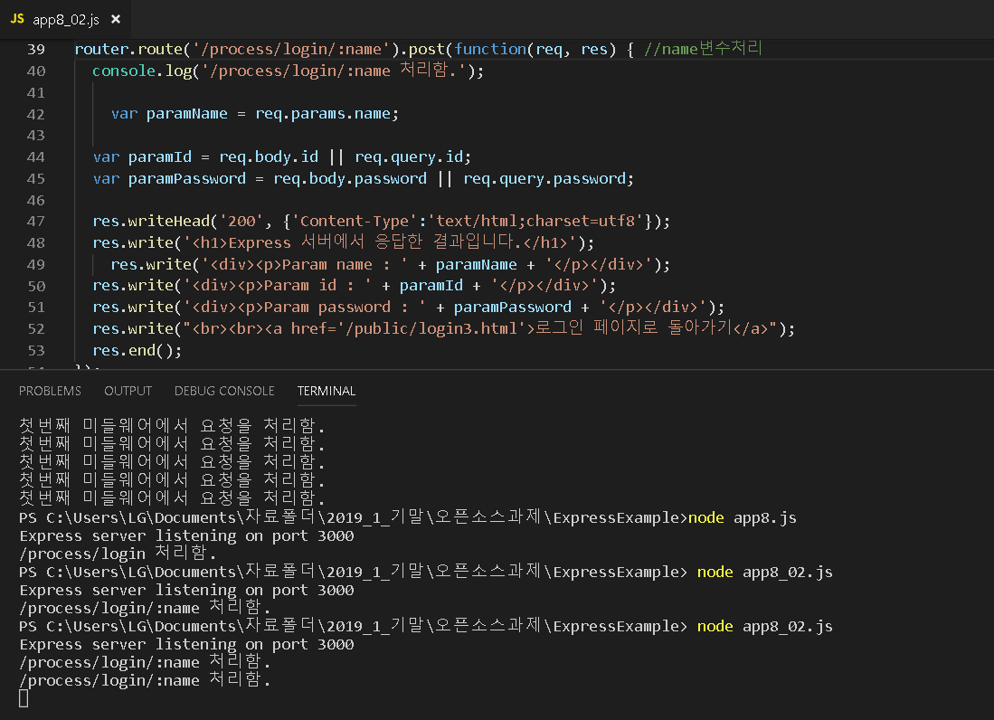 JS app8_02.js ×
39 router.route('/process/login/:name').post(function(req, res) { //name변수처리
40 console.log('/process/login/:name 처리함.');
41
42 var paramName = req.params.name;
43
44 var paramId = req.body.id || req.query.id;
45 var paramPassword = req.body.password || req.query.password;
46
47 res.writeHead('200', {'Content-Type':'text/html;charset=utf8'});
48 res.write('<h1>Express 서버에서 응답한 결과입니다.</h1>');
49 res.write('<div><p>Param name : ' + paramName + '</p></div>');
50 res.write('<div><p>Param id : ' + paramId + '</p></div>');
51 res.write('<div><p>Param password : ' + paramPassword + '</p></div>');
52 res.write("<br><br><a href='/public/login3.html'>로그인 페이지로 돌아가기</a>");
53 res.end();
PROBLEMS OUTPUT DEBUG CONSOLE TERMINAL
첫번째 미들웨어에서 요청을 처리함.
첫번째 미들웨어에서 요청을 처리함.
첫번째 미들웨어에서 요청을 처리함.
첫번째 미들웨어에서 요청을 처리함.
첫번째 미들웨어에서 요청을 처리함.
PS C:\Users\LG\Documents\자료폴더\2019_1_기말\오픈소스과제\ExpressExample>node app8.js
Express server listening on port 3000
/process/login 처리함.
PS C:\Users\LG\Documents\자료폴더\2019_1_기말\오픈소스과제\ExpressExample> node app8_02.js
Express server listening on port 3000
/process/login/:name 처리함.
PS C:\Users\LG\Documents\자료폴더\2019_1_기말\오픈소스과제\ExpressExample> node app8_02.js
Express server listening on port 3000
/process/login/:name 처리함.
/process/login/:name 처리함.